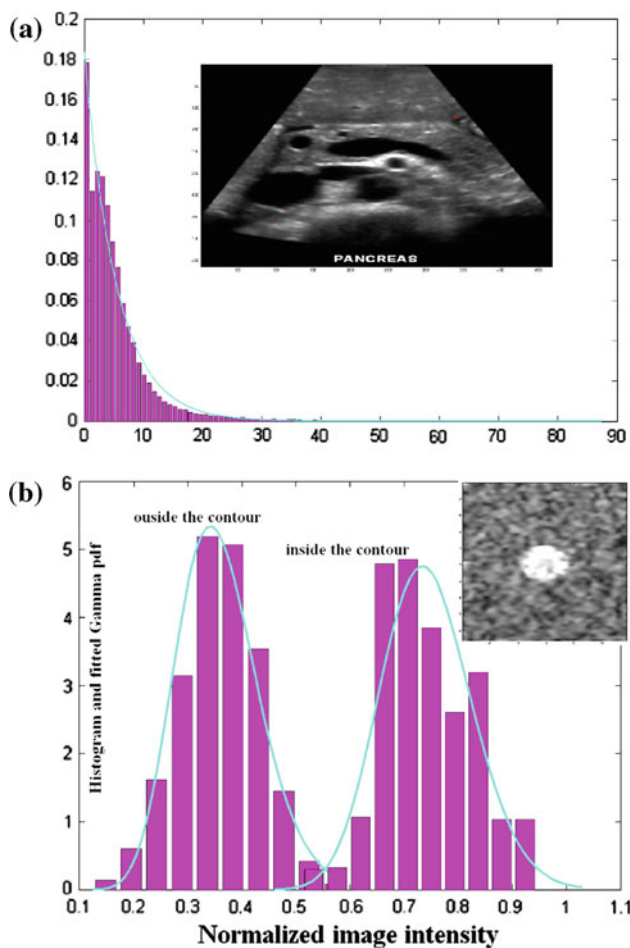 (a)
0.2
0.18
0.16
0.14
0.12
0.1
0.08
0.06
0.04
0.02
0
PANCREAS
0 10 20 30 40 50 60 70 80 90
(b)
6
5
4
3
2
1
0
Histogram and fitted Gamma pdf
ouside the contour
inside the contour
0.1 0.2 0.3 0.4 0.5 0.6 0.7 0.8 0.9 1 1.1
Normalized image intensity